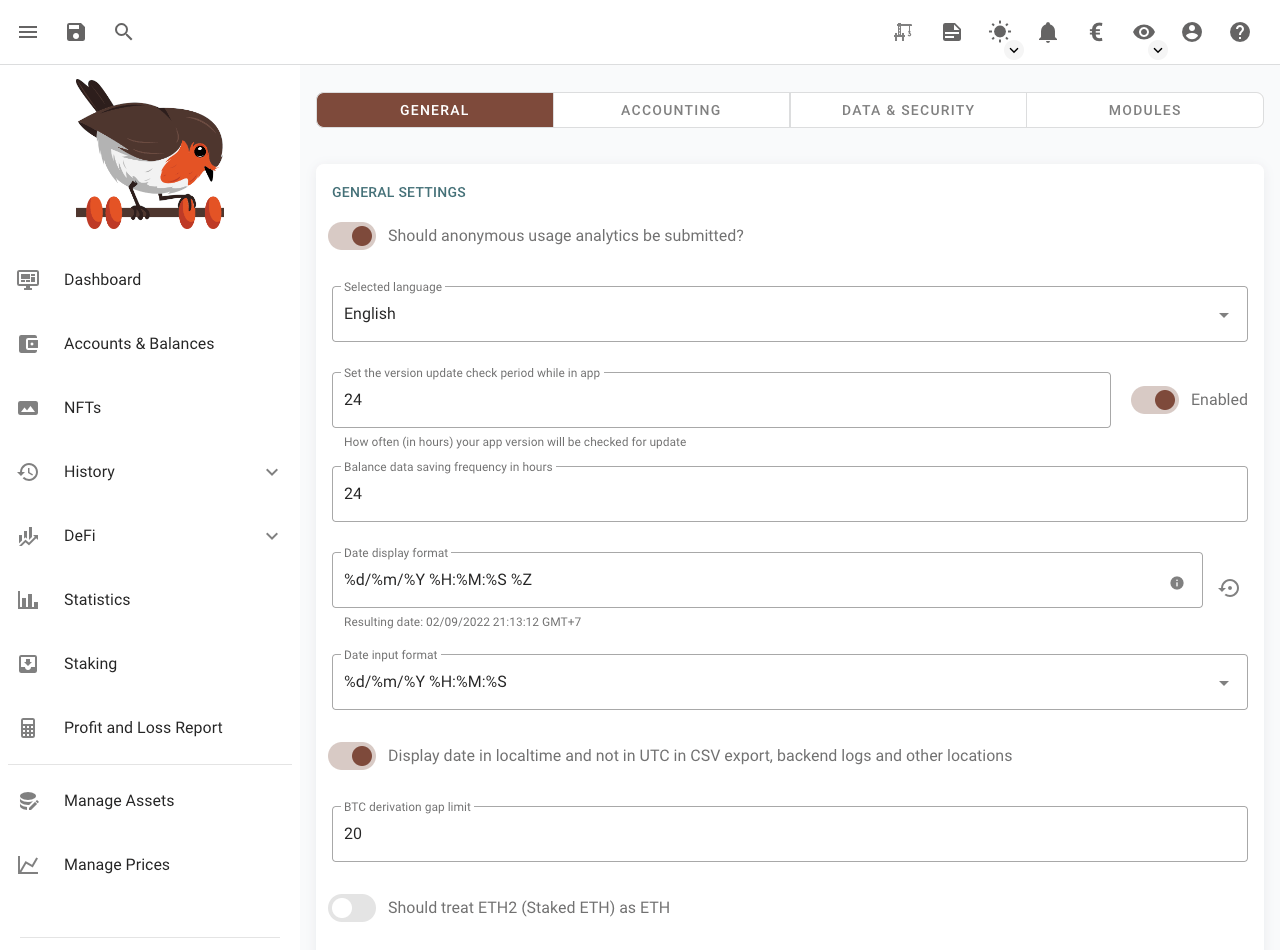 €
GENERAL
ACCOUNTING
DATA & SECURITY
MODULES
Dashboard
Accounts & Balances
NFTs
History
DeFi
Statistics
Staking
Profit and Loss Report
Manage Assets
Manage Prices
GENERAL SETTINGS
Should anonymous usage analytics be submitted?
Selected language
English
Set the version update check period while in app
24
Enabled
How often (in hours) your app version will be checked for update
Balance data saving frequency in hours
24
Date display format
%d/%m/%Y %H:%M:%S %Z
Resulting date: 02/09/2022 21:13:12 GMT+7
Date input format
%d/%m/%Y %H:%M:%S
Display date in localtime and not in UTC in CSV export, backend logs and other locations
BTC derivation gap limit
20
Should treat ETH2 (Staked ETH) as ETH